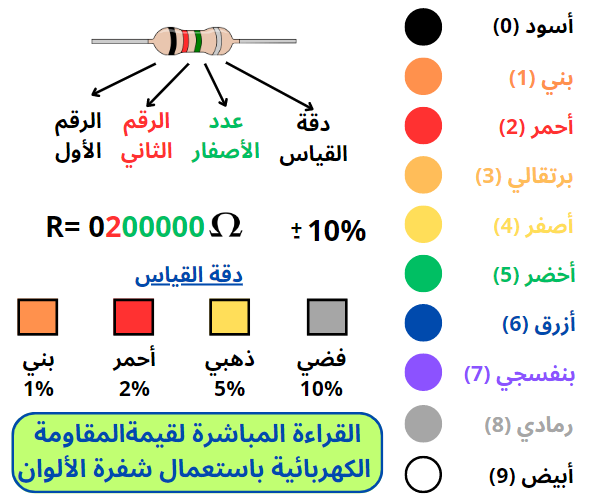 أسود (0)
بني (1)
أحمر (2)
برتقالي (3)
أصفر (4)
أخضر (5)
أزرق (6)
بنفسجي (7)
رمادي (8)
أبيض (9)
الرقم الأول
الرقم الثاني
عدد الأصفار
دقة القياس
R= 0200000 Ω
± 10%
دقة القياس
بني
1%
أحمر
2%
ذهبي
5%
فضي
10%
القراءة المباشرة لقيمةالمقاومة
الكهربائية باستعمال شفرة الألوان